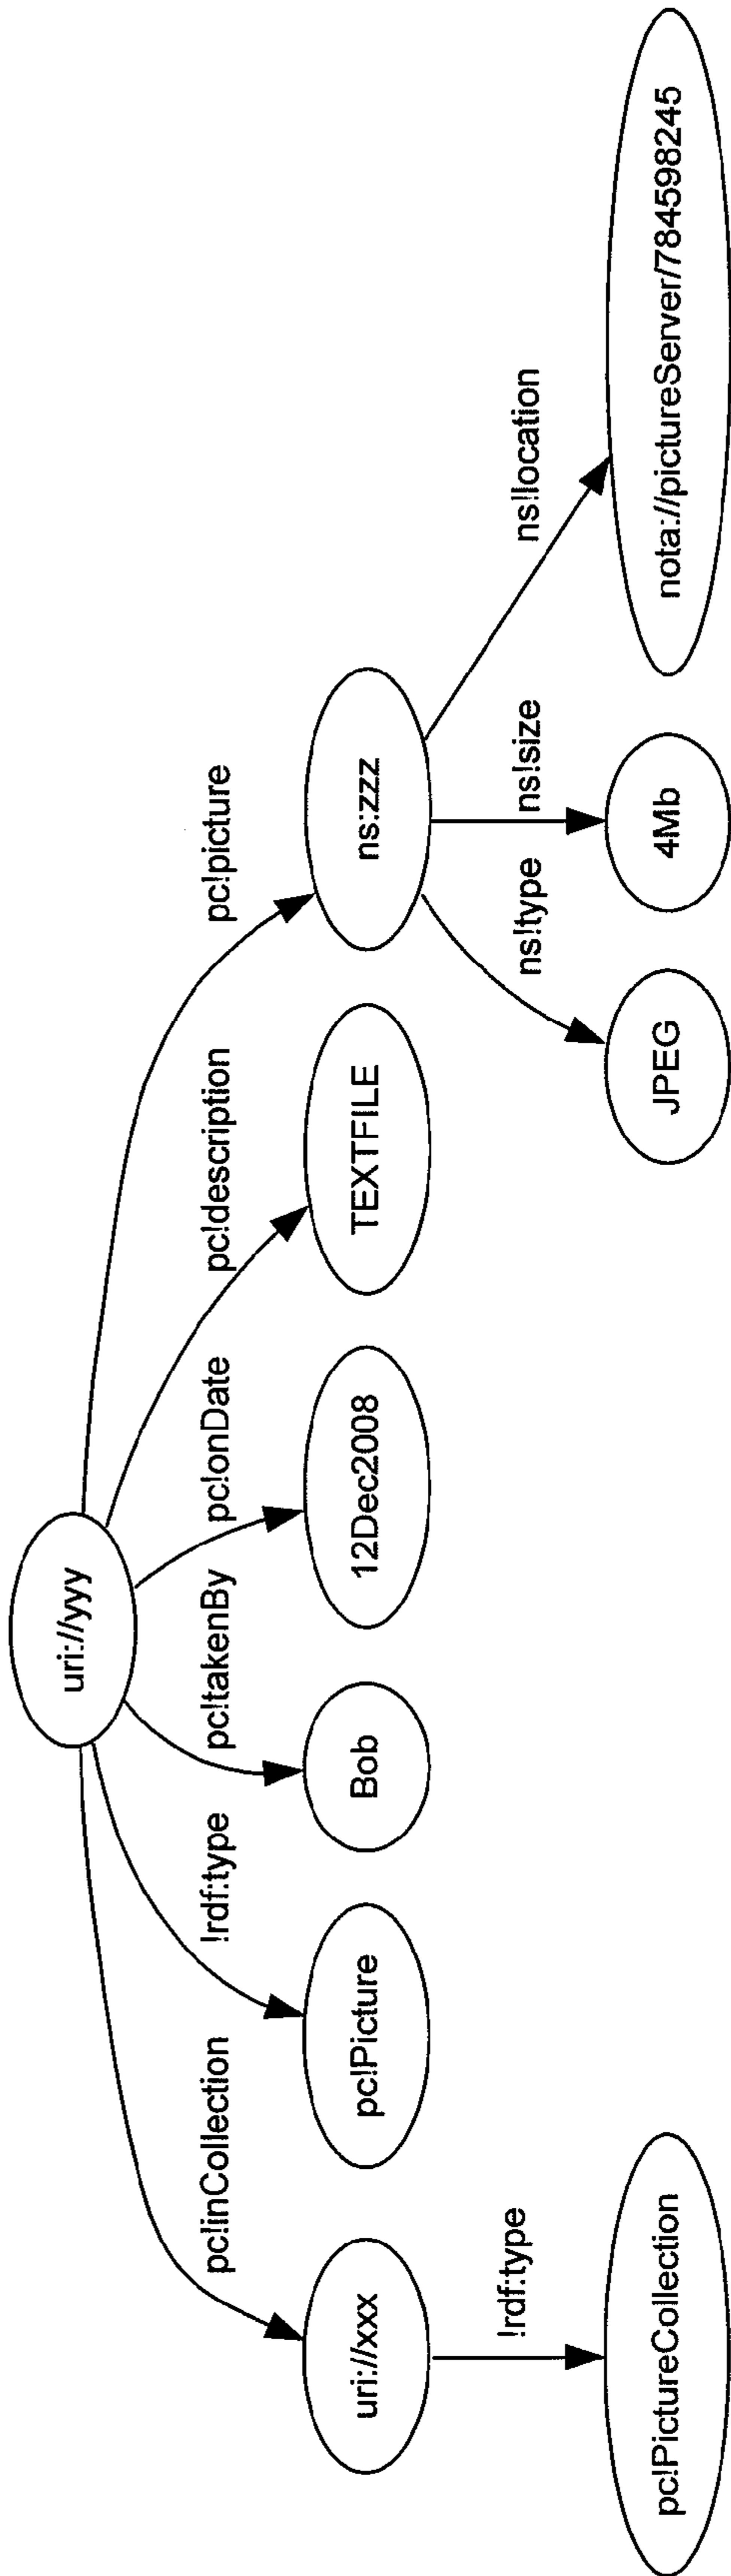 uri://yyy
pc!inCollection
!rdf:type
pc!takenBy
pc!onDate
pc!description
pc!picture
uri://xxx
pc!Picture
Bob
12Dec2008
TEXTFILE
ns:zzz
!rdf:type
ns!type
ns!size
ns!location
pc!PictureCollection
JPEG
4Mb
nota://pictureServer/784598245